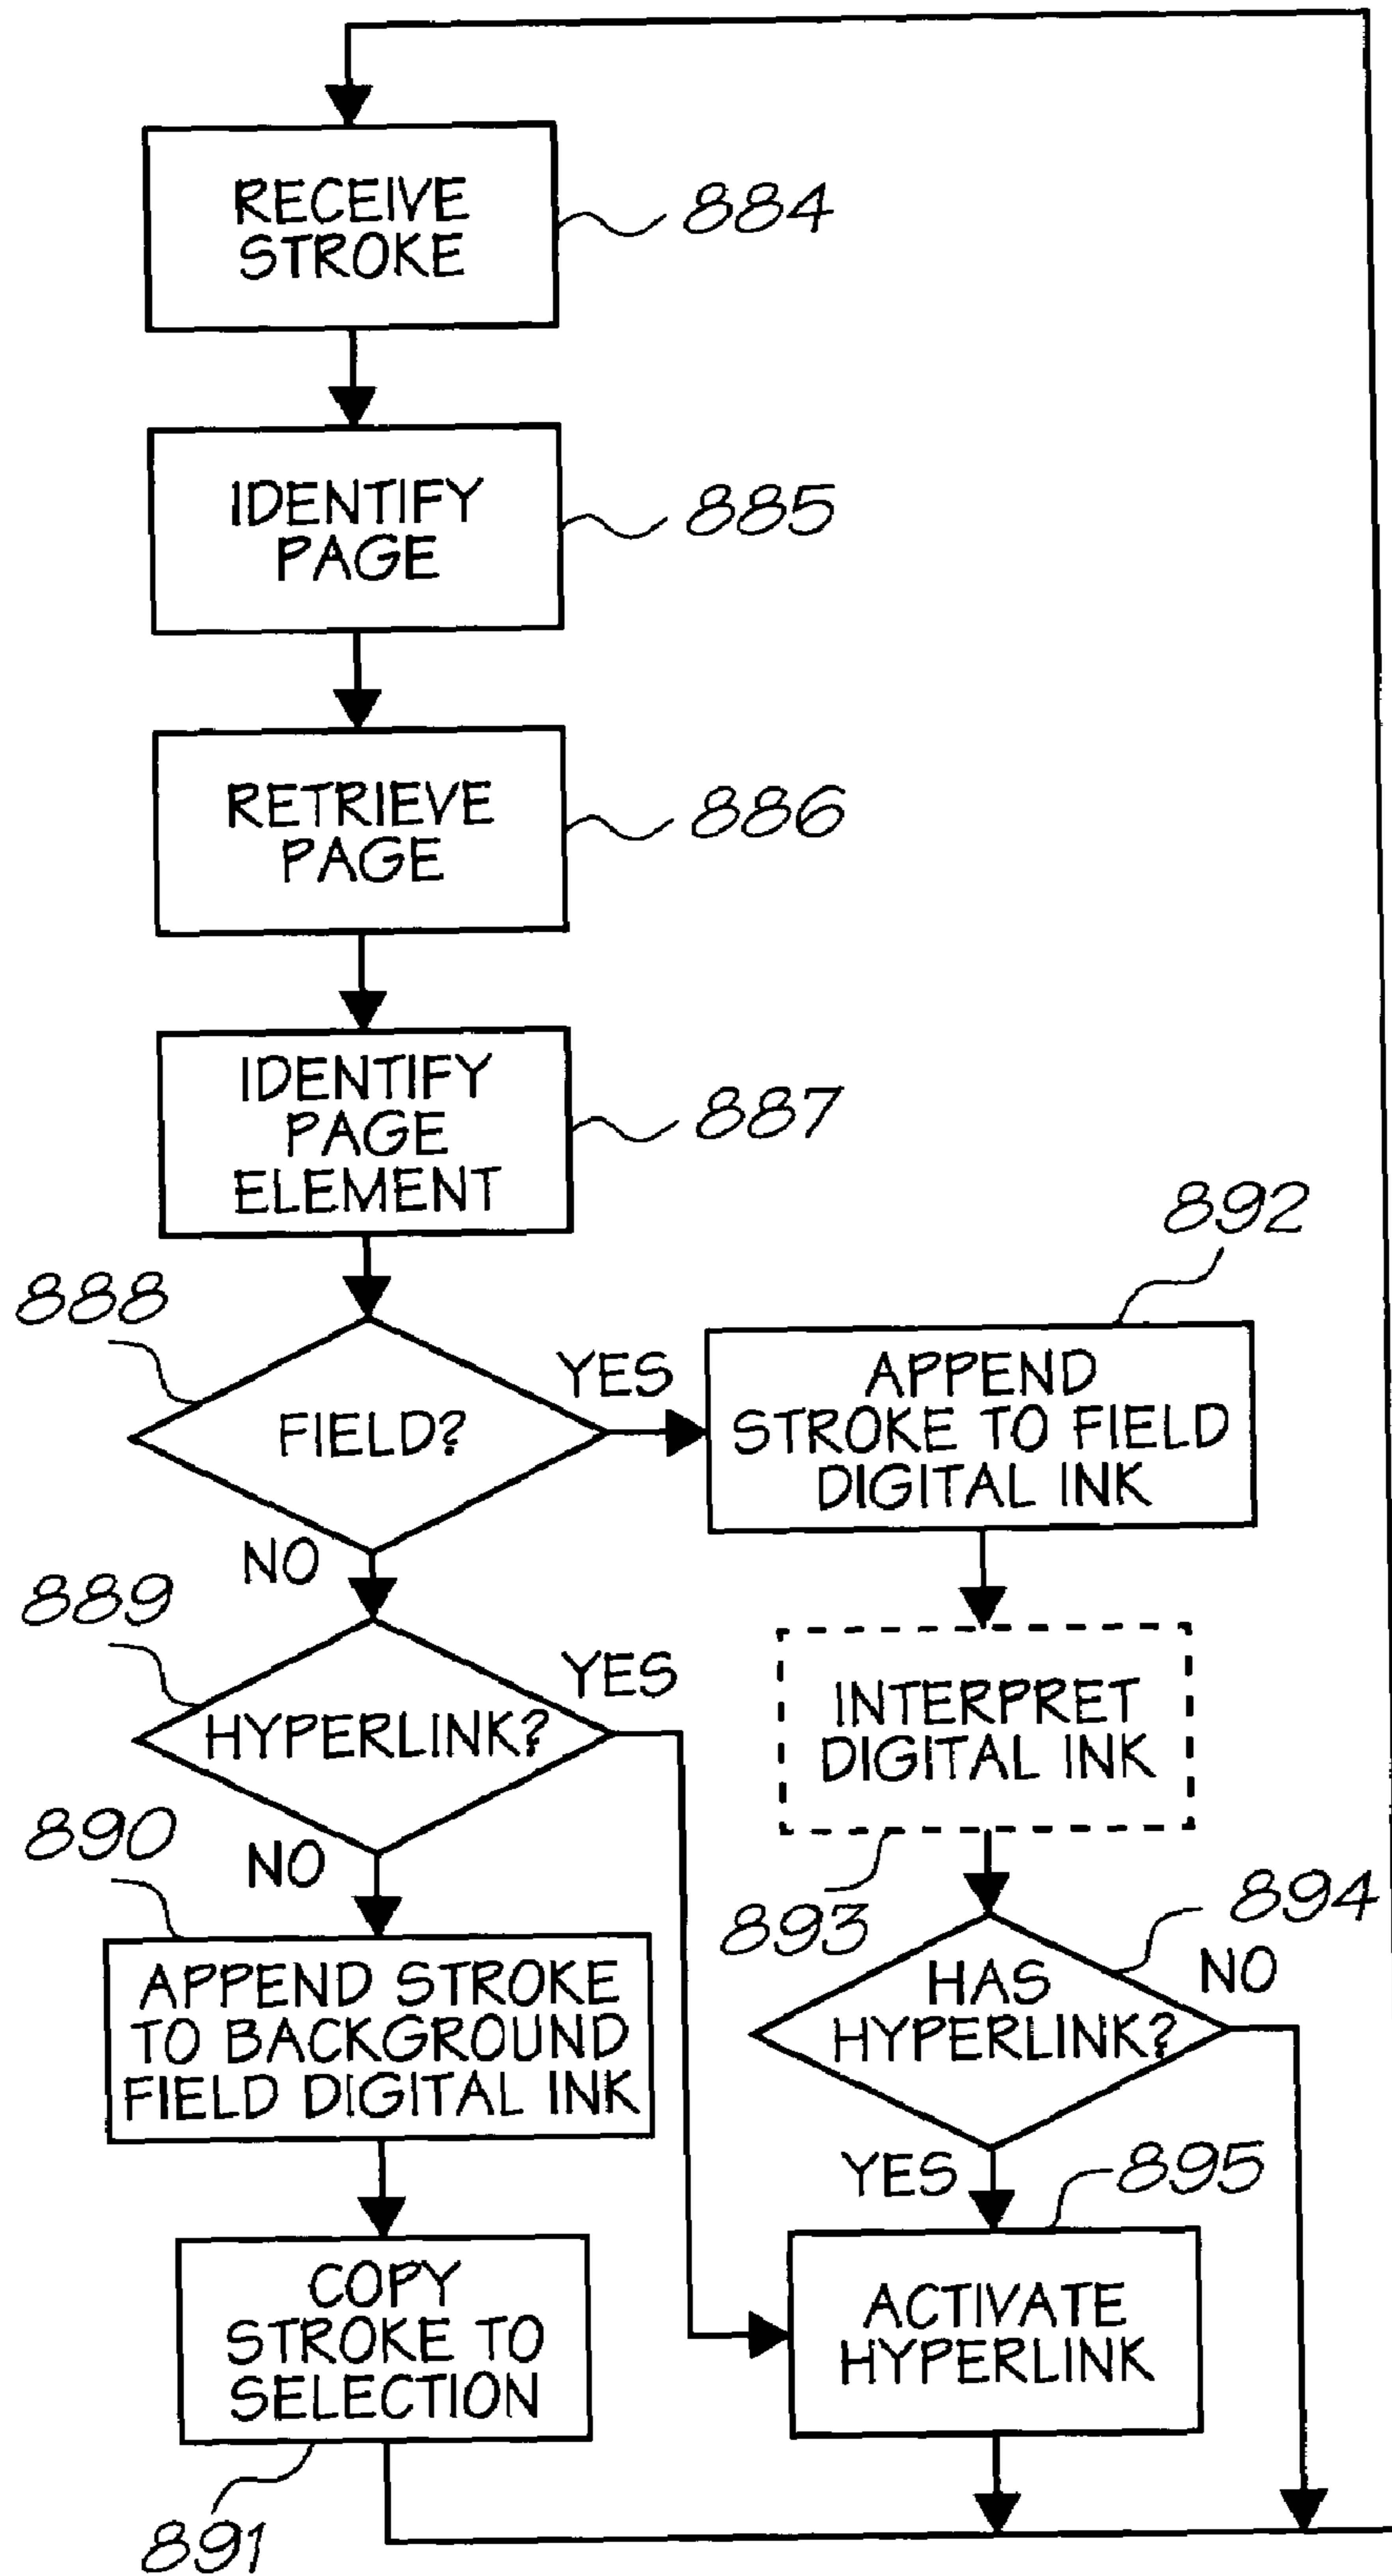 RECEIVE
STROKE
884
IDENTIFY
PAGE
885
RETRIEVE
PAGE
886
IDENTIFY
PAGE
ELEMENT
887
888
FIELD?
YES
NO
892
APPEND
STROKE TO FIELD
DIGITAL INK
889
HYPERLINK?
YES
NO
INTERPRET
DIGITAL INK
893
890
APPEND STROKE
TO BACKGROUND
FIELD DIGITAL INK
894
HAS
HYPERLINK?
NO
YES
895
COPY
STROKE TO
SELECTION
891
ACTIVATE
HYPERLINK